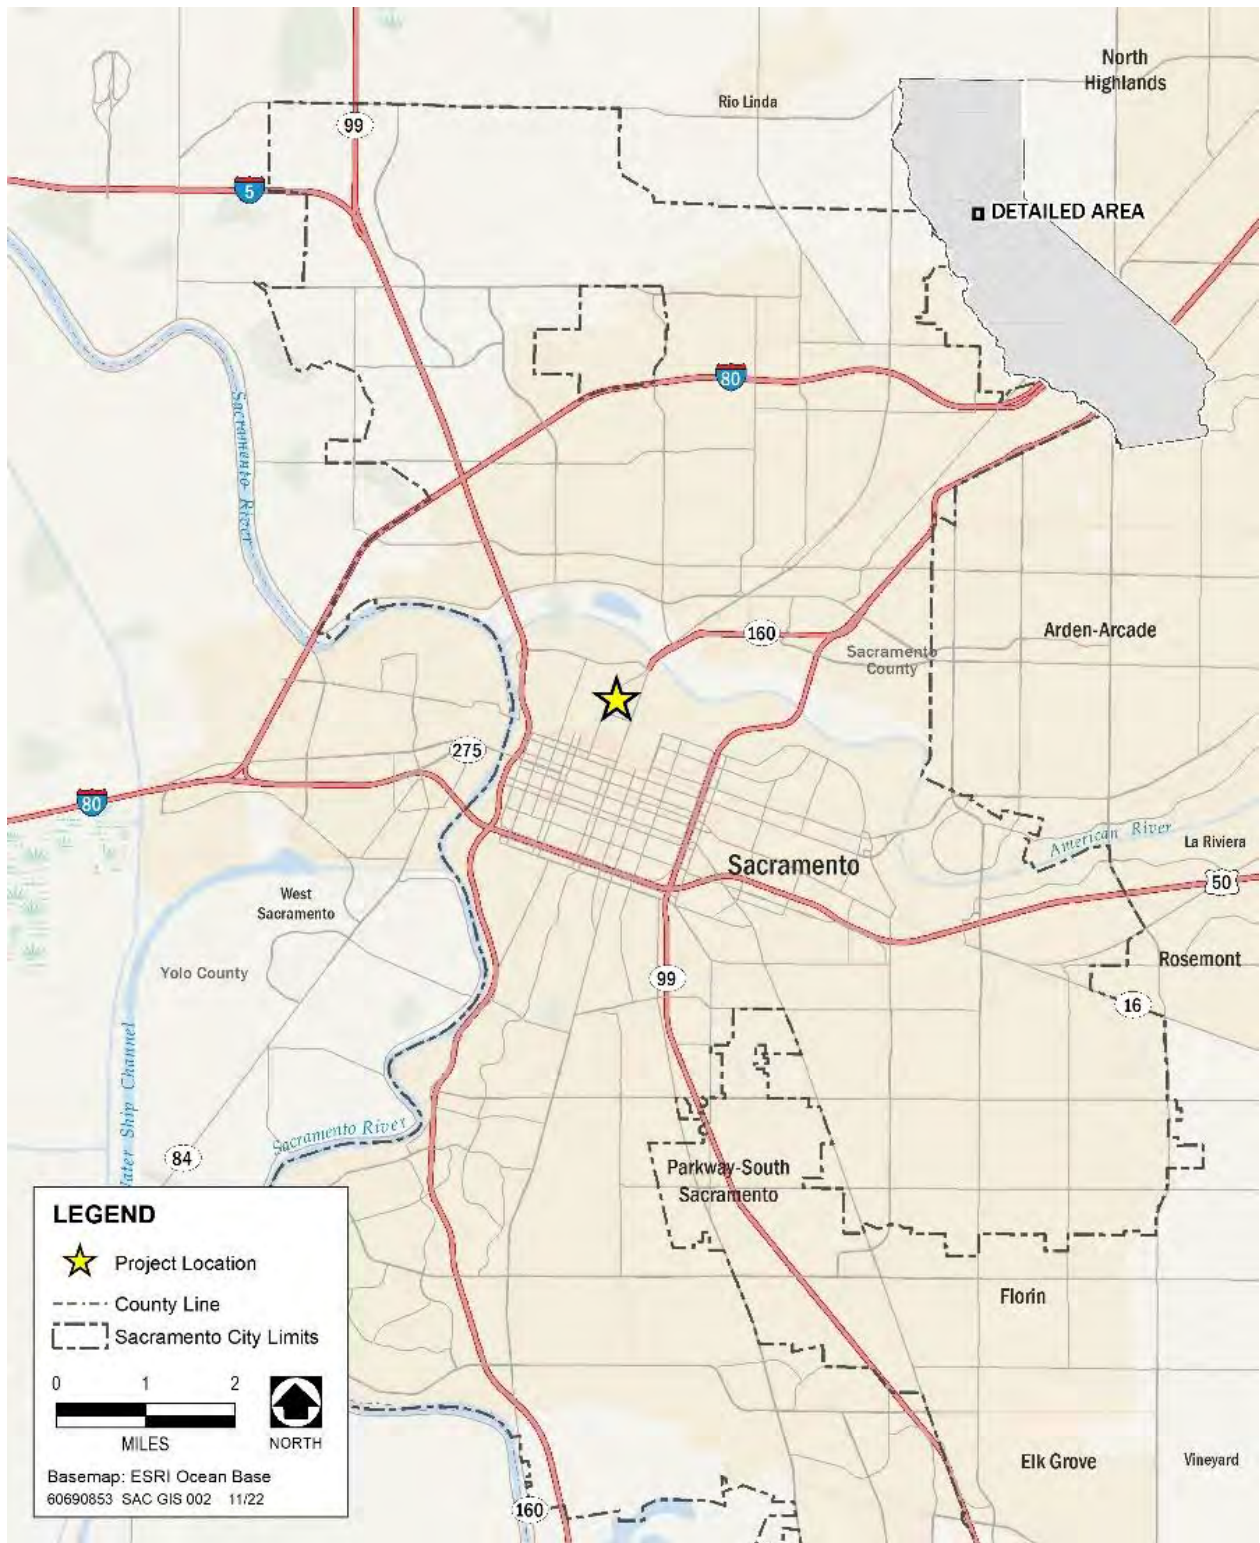 North
Highlands
Rio Linda
99
5
DETAILED AREA
80
Sacramento
River
160
Arden-Arcade
Sacramento
County
275
80
American River
La Riviera
Sacramento
50
West
Sacramento
Rosemont
Yolo County
99
16
Water Ship Channel
Sacramento River
84
Parkway-South
Sacramento
LEGEND
Project Location
County Line
Sacramento City Limits
0 1 2
MILES
NORTH
Basemap: ESRI Ocean Base
60690853 SAC GIS 002 11/22
Florin
Elk Grove
Vineyard
160